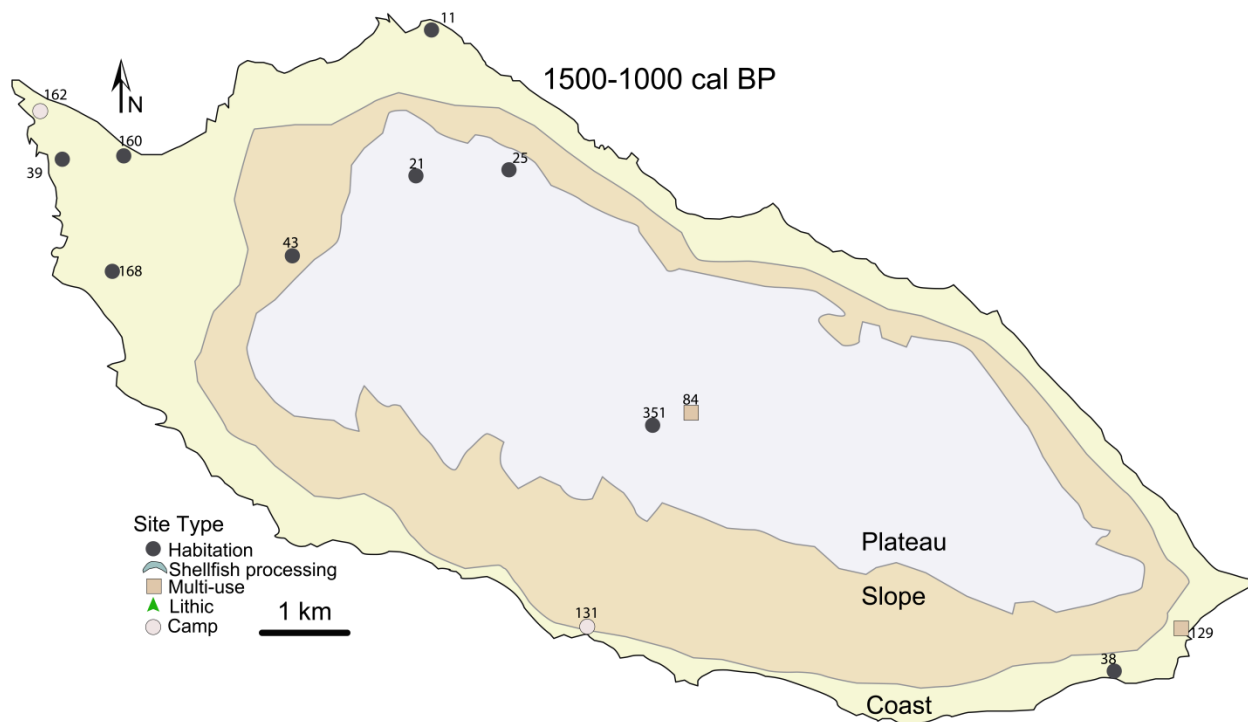 11
1500-1000 cal BP
162
N
160
39
21
25
43
168
84
351
Plateau
Slope
Site Type
Habitation
Shellfish processing
Multi-use
Lithic
Camp
1 km
131
129
38
Coast